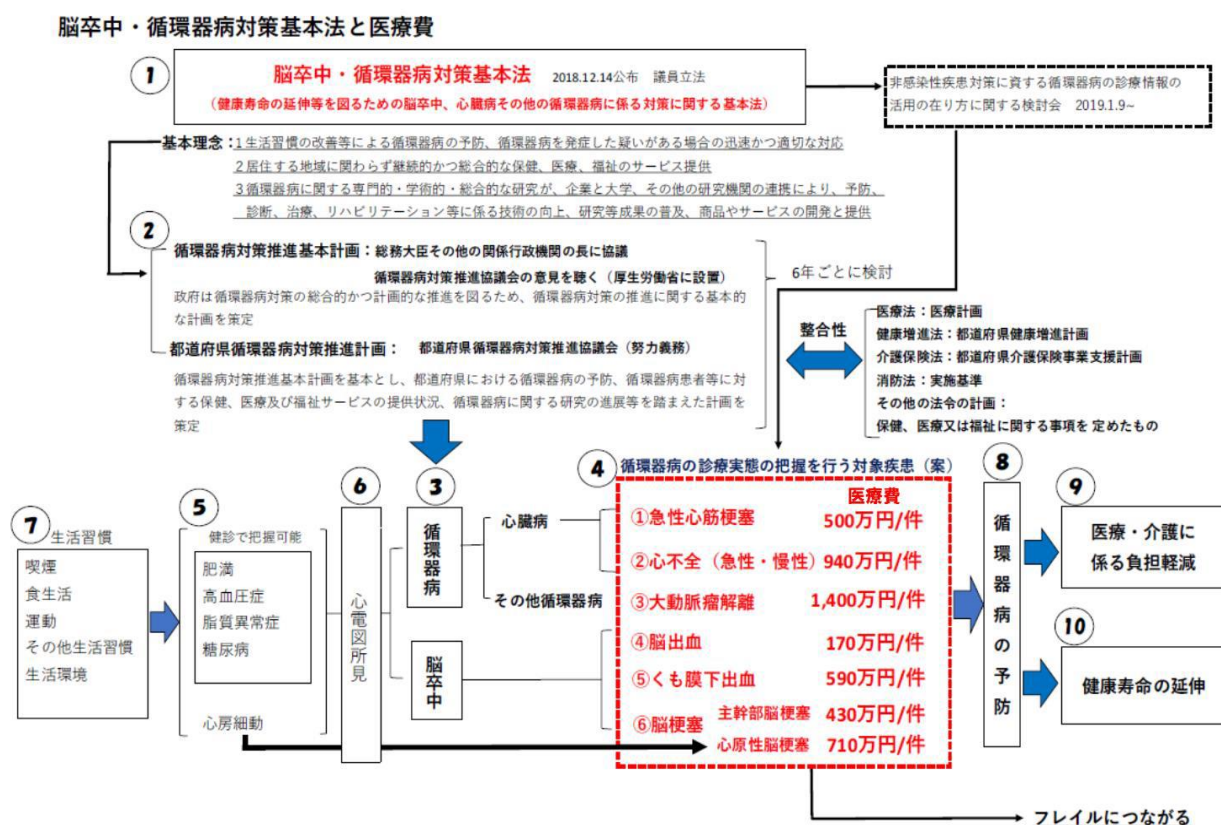 脳卒中・循環器病対策基本法と医療費
1
脳卒中・循環器病対策基本法 2018.12.14公布 議員立法
(健康寿命の延伸等を図るための脳卒中、心臓病その他の循環器病に係る対策に関する基本法)
非感染性疾患対策に資する循環器病の診療情報の
活用の在り方に関する検討会 2019.1.9~
基本理念:1生活習慣の改善等による循環器病の予防、循環器病を発症した疑いがある場合の迅速かつ適切な対応
2居住する地域に関わらず継続的かつ総合的な保健、医療、福祉のサービス提供
3循環器病に関する専門的・学術的・総合的な研究が、企業と大学、その他の研究機関の連携により、予防、
診断、治療、リハビリテーション等に係る技術の向上、研究等成果の普及、商品やサービスの開発と提供
2
循環器病対策推進基本計画:総務大臣その他の関係行政機関の長に協議
循環器病対策推進協議会の意見を聴く(厚生労働省に設置)
政府は循環器病対策の総合的かつ計画的な推進を図るため、循環器病対策の推進に関する基本的
な計画を策定
都道府県循環器病対策推進計画: 都道府県循環器病対策推進協議会(努力義務)
循環器病対策推進基本計画を基本とし、都道府県における循環器病の予防、循環器病患者等に対
する保健、医療及び福祉サービスの提供状況、循環器病に関する研究の進展等を踏まえた計画を
策定
6年ごとに検討
整合性
医療法:医療計画
健康増進法:都道府県健康増進計画
介護保険法:都道府県介護保険事業支援計画
消防法:実施基準
その他の法令の計画:
保健、医療又は福祉に関する事項を 定めたもの
7
生活習慣
喫煙
食生活
運動
その他生活習慣
生活環境
5
健診で把握可能
肥満
高血圧症
脂質異常症
糖尿病
心房細動
6
心電図所見
3
循環器病
脳卒中
心臓病
その他循環器病
4
循環器病の診療実態の把握を行う対象疾患(案)
医療費
①急性心筋梗塞 500万円/件
②心不全(急性・慢性) 940万円/件
③大動脈瘤解離 1,400万円/件
④脳出血 170万円/件
⑤くも膜下出血 590万円/件
⑥脳梗塞 主幹部脳梗塞 430万円/件
心原性脳梗塞 710万円/件
8
循環器病の予防
9
医療・介護に
係る負担軽減
10
健康寿命の延伸
フレイルにつながる